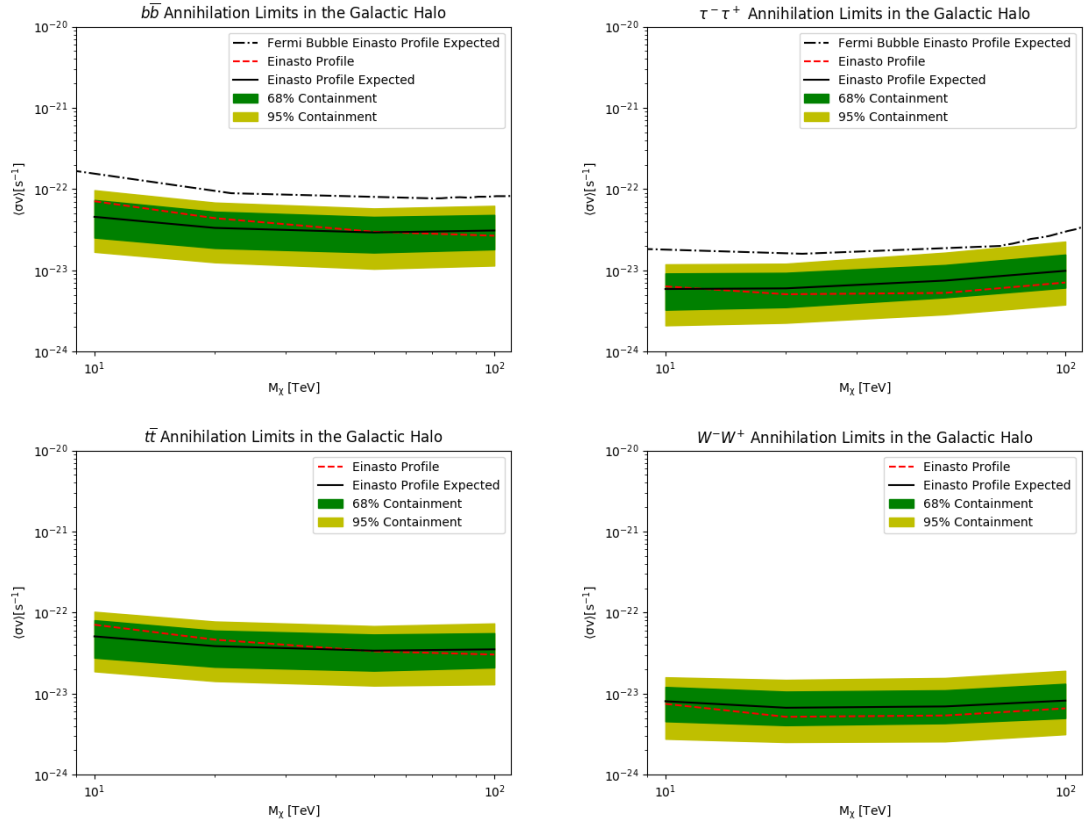 bb̅ Annihilation Limits in the Galactic Halo
Fermi Bubble Einasto Profile Expected
Einasto Profile
Einasto Profile Expected
68% Containment
95% Containment
10⁻²⁰
10⁻²¹
10⁻²²
10⁻²³
10⁻²⁴
⟨σv⟩[s⁻¹]
10¹
10²
Mᵪ [TeV]
τ⁻τ⁺ Annihilation Limits in the Galactic Halo
Fermi Bubble Einasto Profile Expected
Einasto Profile
Einasto Profile Expected
68% Containment
95% Containment
10⁻²⁰
10⁻²¹
10⁻²²
10⁻²³
10⁻²⁴
⟨σv⟩[s⁻¹]
10¹
10²
Mᵪ [TeV]
tt̅ Annihilation Limits in the Galactic Halo
Einasto Profile
Einasto Profile Expected
68% Containment
95% Containment
10⁻²⁰
10⁻²¹
10⁻²²
10⁻²³
10⁻²⁴
⟨σv⟩[s⁻¹]
10¹
10²
Mᵪ [TeV]
W⁻W⁺ Annihilation Limits in the Galactic Halo
Einasto Profile
Einasto Profile Expected
68% Containment
95% Containment
10⁻²⁰
10⁻²¹
10⁻²²
10⁻²³
10⁻²⁴
⟨σv⟩[s⁻¹]
10¹
10²
Mᵪ [TeV]